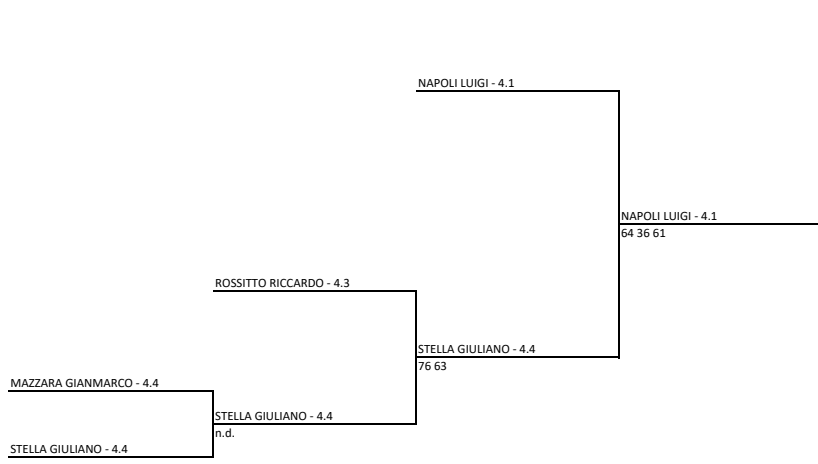 NAPOLI LUIGI - 4.1
NAPOLI LUIGI - 4.1
64 36 61
ROSSITTO RICCARDO - 4.3
STELLA GIULIANO - 4.4
76 63
MAZZARA GIANMARCO - 4.4
STELLA GIULIANO - 4.4
n.d.
STELLA GIULIANO - 4.4